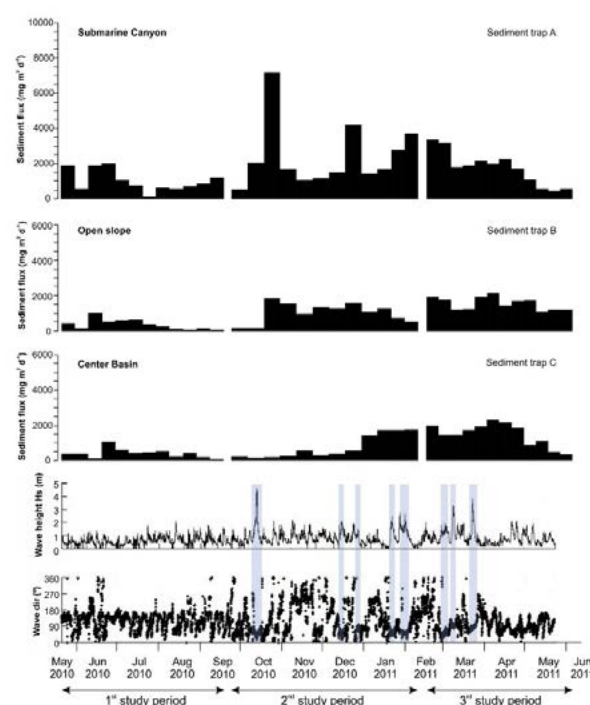 Submarine Canyon
Sediment trap A
Sediment flux (mg m² d⁻¹)
10000
8000
6000
4000
2000
0
Open slope
Sediment trap B
Sediment flux (mg m² d⁻¹)
6000
4000
2000
0
Center Basin
Sediment trap C
Sediment flux (mg m² d⁻¹)
6000
4000
2000
0
Wave height Hs (m)
5
4
3
2
1
0
Wave dir (º)
360
270
180
90
0
May Jun Jul Aug Sep Oct Nov Dec Jan Feb Mar Apr May Jun
2010 2010 2010 2010 2010 2010 2010 2010 2011 2011 2011 2011 2011 2011
1st study period 2nd study period 3rd study period